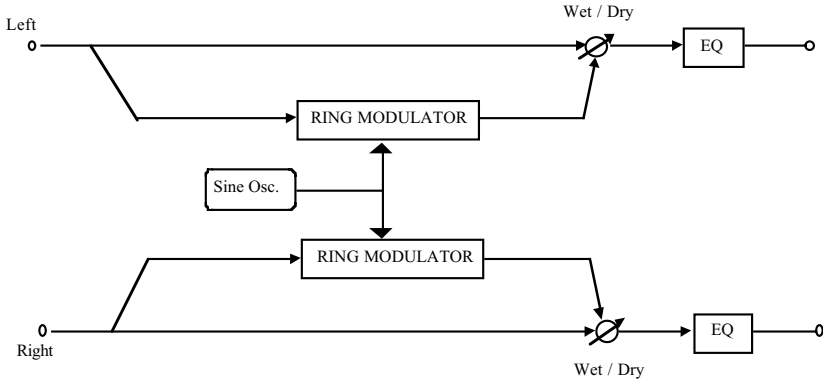 Wet / Dry
Left
EQ
RING MODULATOR
Sine Osc.
RING MODULATOR
EQ
Right
Wet / Dry